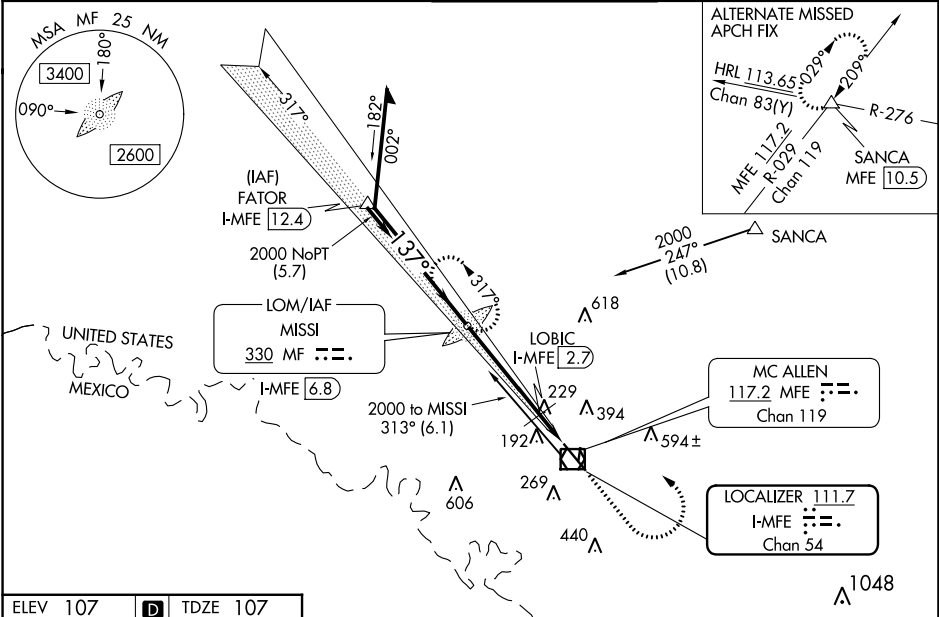 MSA MF 25 NM
180°
3400
090°
2600
317°
182°
002°
(IAF)
FATOR
I-MFE 12.4
2000 NoPT
(5.7)
137°
317°
LOM/IAF
MISSI
330 MF
I-MFE 6.8
UNITED STATES
MEXICO
2000 to MISSI
313° (6.1)
LOBIC
I-MFE 2.7
618
229
394
192
594±
269
606
440
1048
2000
247°
(10.8)
SANCA
ALTERNATE MISSED
APCH FIX
HRL 113.65
Chan 83(Y)
029°
209°
R-276
MFE 117.2
R-029
Chan 119
SANCA
MFE 10.5
MC ALLEN
117.2 MFE
Chan 119
LOCALIZER 111.7
I-MFE
Chan 54
ELEV 107 D TDZE 107